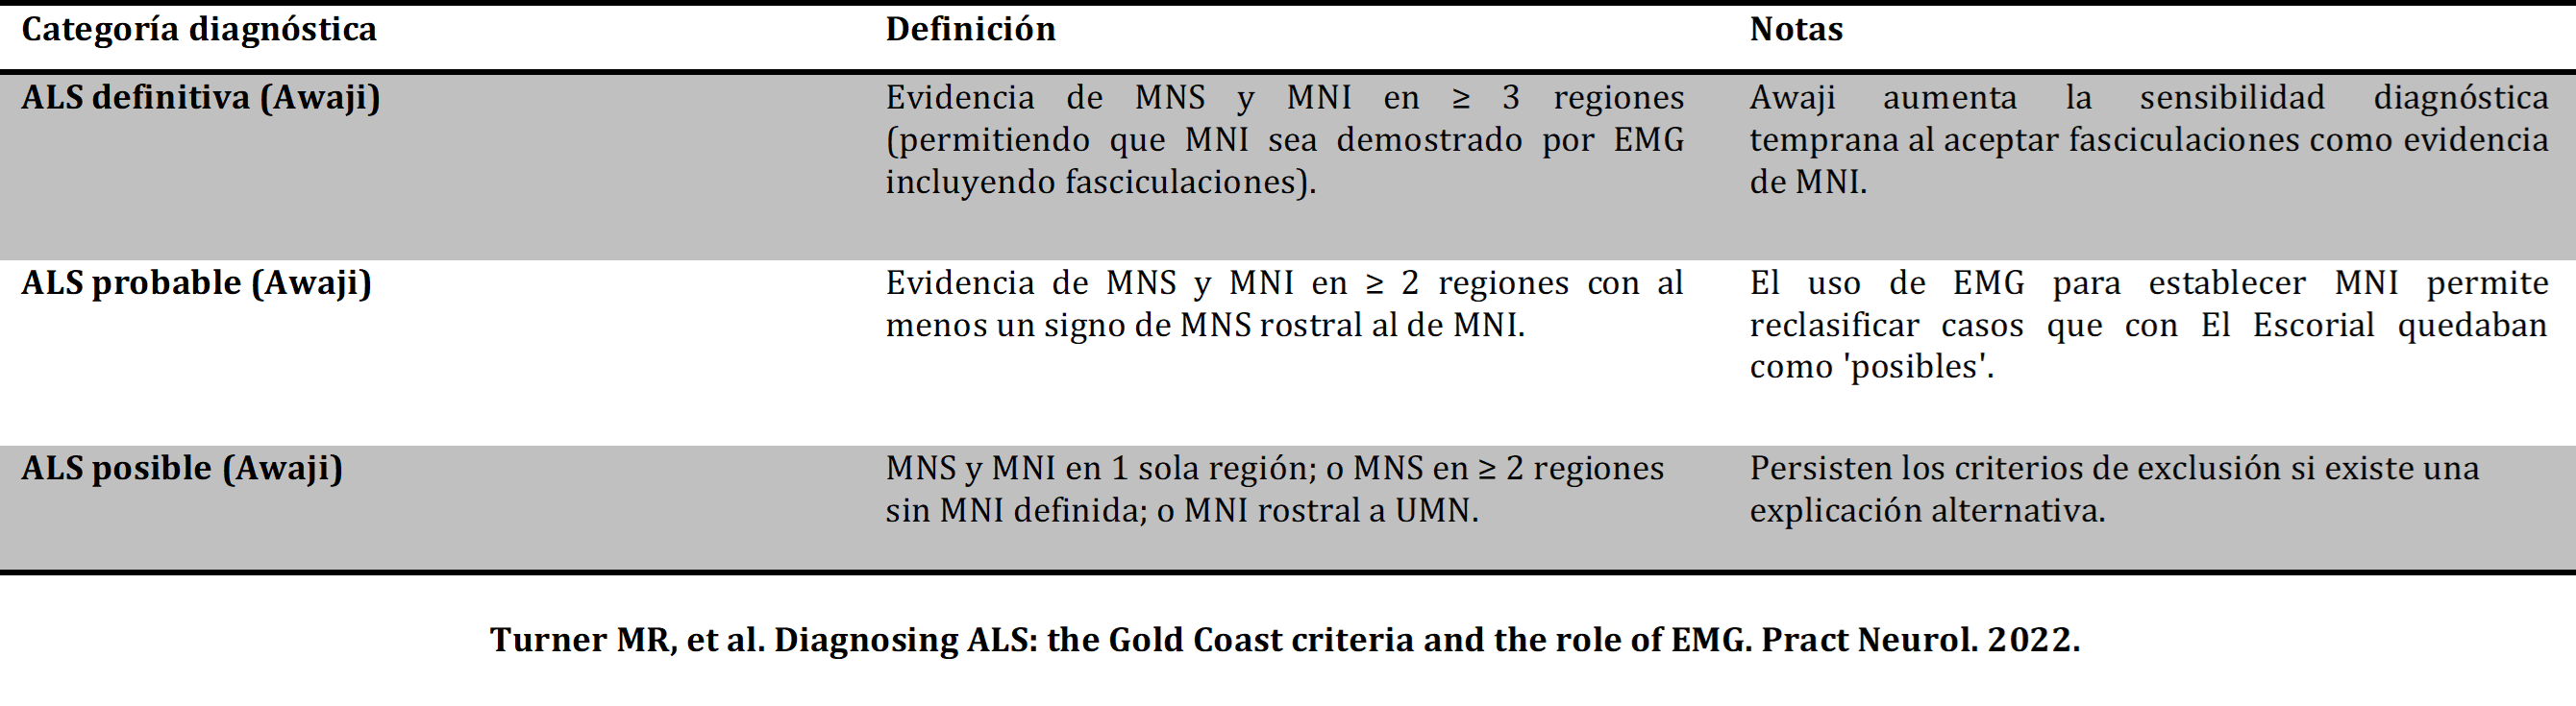 Categoría diagnóstica
Definición
Notas
ALS definitiva (Awaji)
Evidencia de MNS y MNI en ≥ 3 regiones
(permitiendo que MNI sea demostrado por EMG
incluyendo fasciculaciones).
Awaji aumenta la sensibilidad diagnóstica
temprana al aceptar fasciculaciones como evidencia
de MNI.
ALS probable (Awaji)
Evidencia de MNS y MNI en ≥ 2 regiones con al
menos un signo de MNS rostral al de MNI.
El uso de EMG para establecer MNI permite
reclasificar casos que con El Escorial quedaban
como 'posibles'.
ALS posible (Awaji)
MNS y MNI en 1 sola región; o MNS en ≥ 2 regiones
sin MNI definida; o MNI rostral a UMN.
Persisten los criterios de exclusión si existe una
explicación alternativa.
Turner MR, et al. Diagnosing ALS: the Gold Coast criteria and the role of EMG. Pract Neurol. 2022.